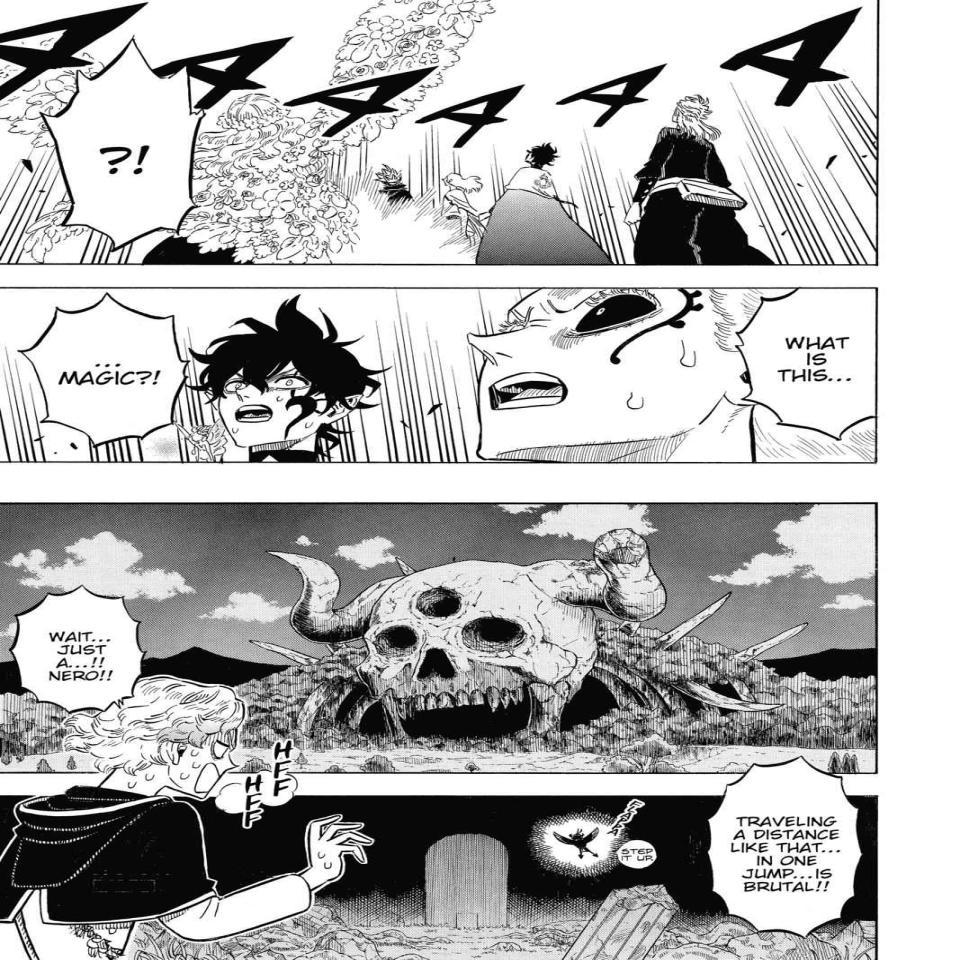 ?!
WHAT
IS
THIS...
...
MAGIC?!
WAIT...
JUST
A...!!
NERO!!
HFF
HFF
STEP
IT UP.
TRAVELING
A DISTANCE
LIKE THAT...
IN ONE
JUMP...IS
BRUTAL!!